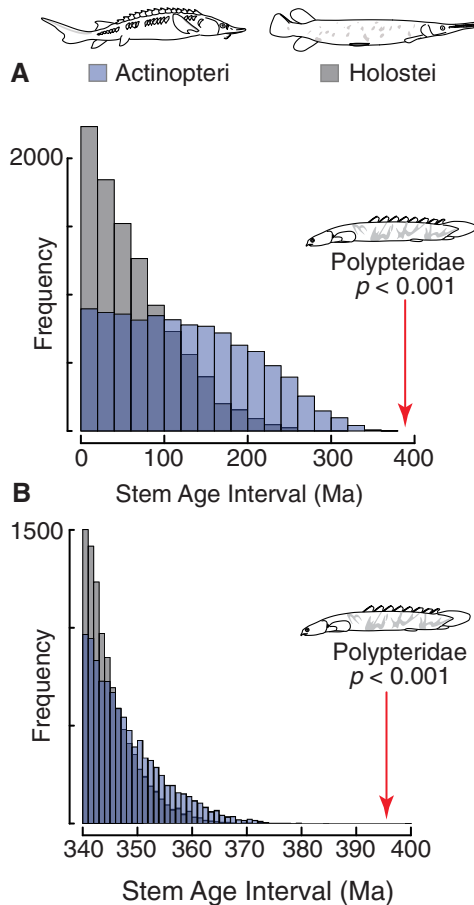 A
Actinopteri
Holostei
2000
Frequency
Polypteridae
p < 0.001
0 100 200 300 400
Stem Age Interval (Ma)
B
1500
Frequency
Polypteridae
p < 0.001
340 350 360 370 380 390 400
Stem Age Interval (Ma)